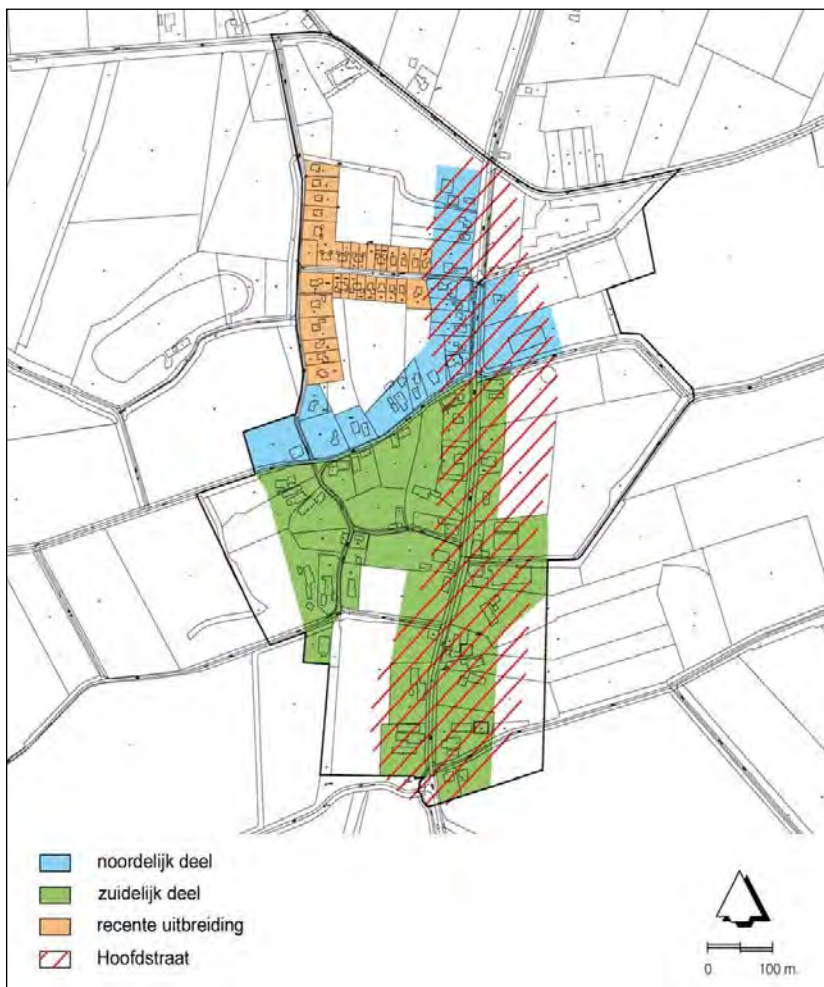 noordelijk deel
zuidelijk deel
recente uitbreiding
Hoofdstraat
0 100 m.